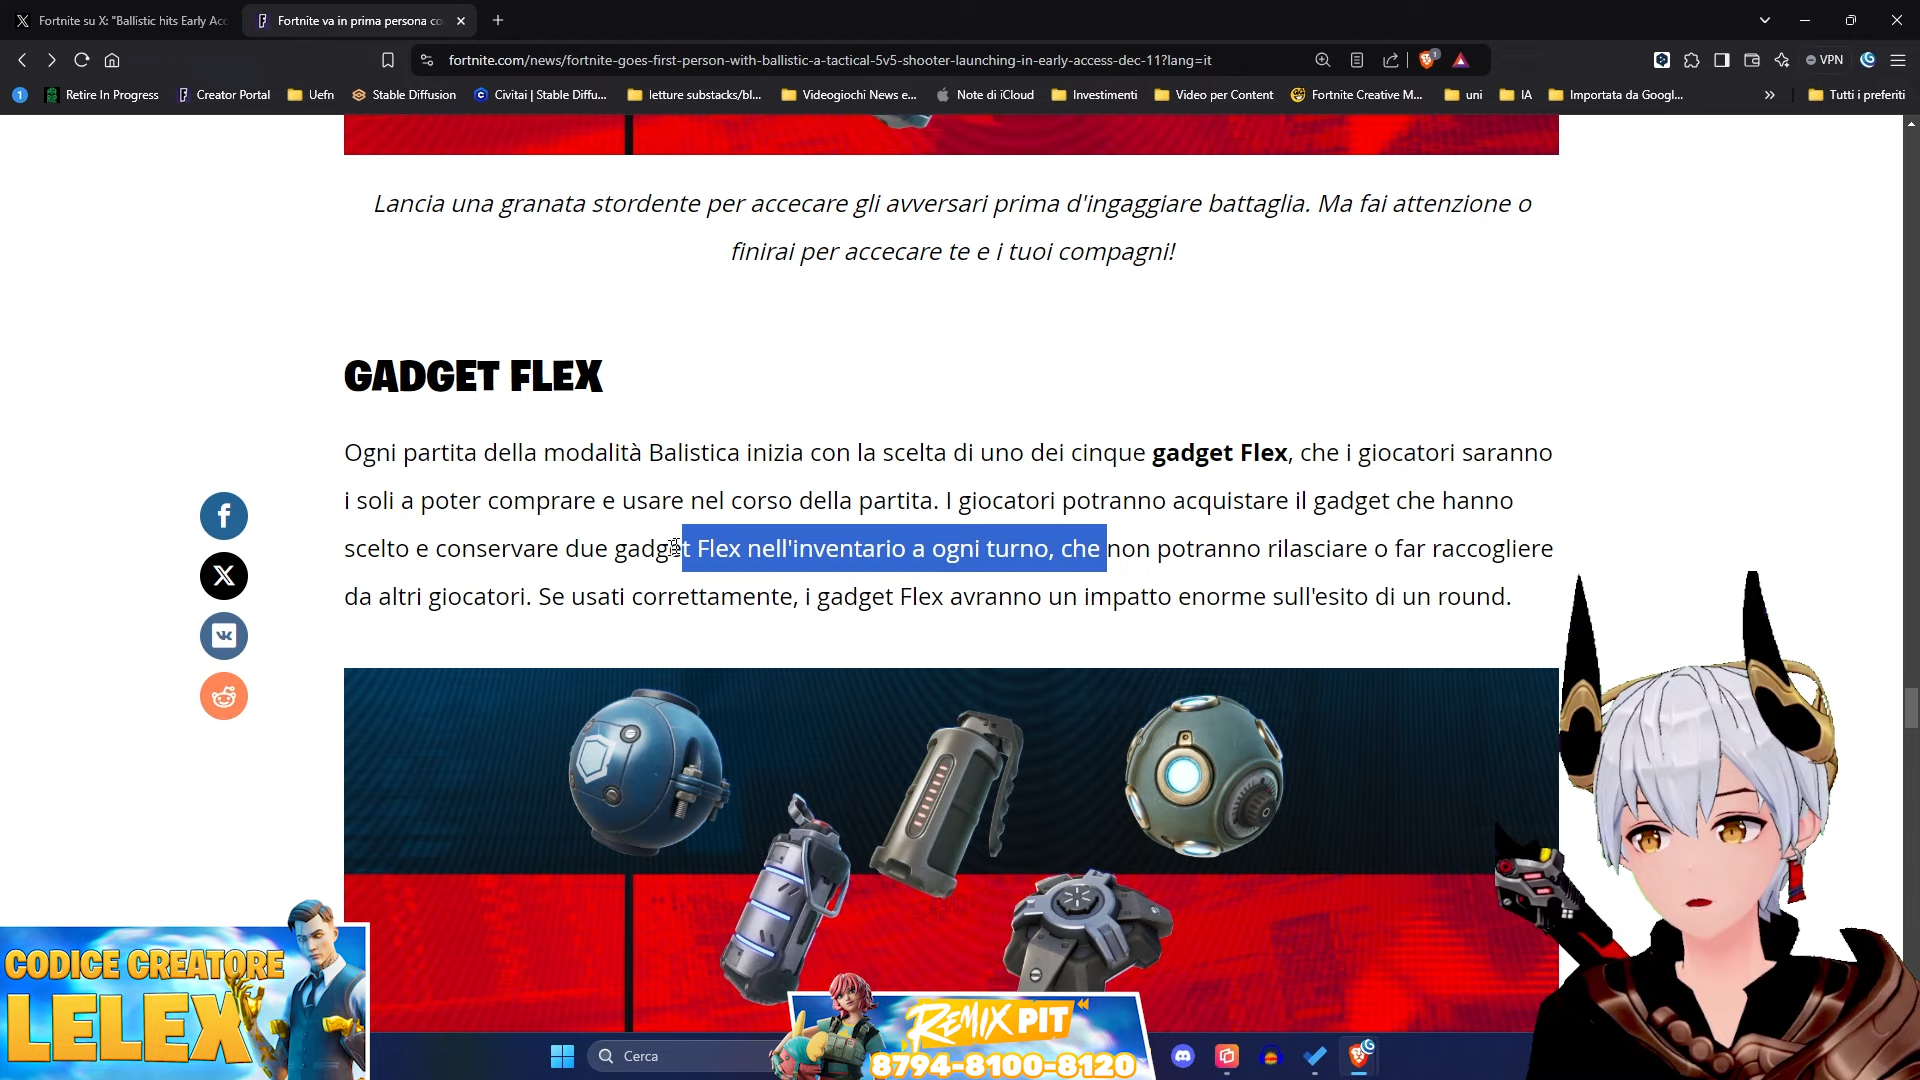 Fortnite su X: "Ballistic hits Early Acc
Fortnite va in prima persona co
fortnite.com/news/fortnite-goes-first-person-with-ballistic-a-tactical-5v5-shooter-launching-in-early-access-dec-11?lang=it
1
VPN
1
Retire In Progress
Creator Portal
Uefn
Stable Diffusion
Civitai | Stable Diffu...
letture substacks/bl...
Videogiochi News e...
Note di iCloud
Investimenti
Video per Content
Fortnite Creative M...
uni
IA
Importata da Googl...
Tutti i preferiti
Lancia una granata stordente per accecare gli avversari prima d'ingaggiare battaglia. Ma fai attenzione o
finirai per accecare te e i tuoi compagni!
GADGET FLEX
Ogni partita della modalità Balistica inizia con la scelta di uno dei cinque gadget Flex, che i giocatori saranno
i soli a poter comprare e usare nel corso della partita. I giocatori potranno acquistare il gadget che hanno
scelto e conservare due gadget Flex nell'inventario a ogni turno, che non potranno rilasciare o far raccogliere
da altri giocatori. Se usati correttamente, i gadget Flex avranno un impatto enorme sull'esito di un round.
CODICE CREATORE
LELEX
REMIX PIT
8794-8100-8120
Cerca